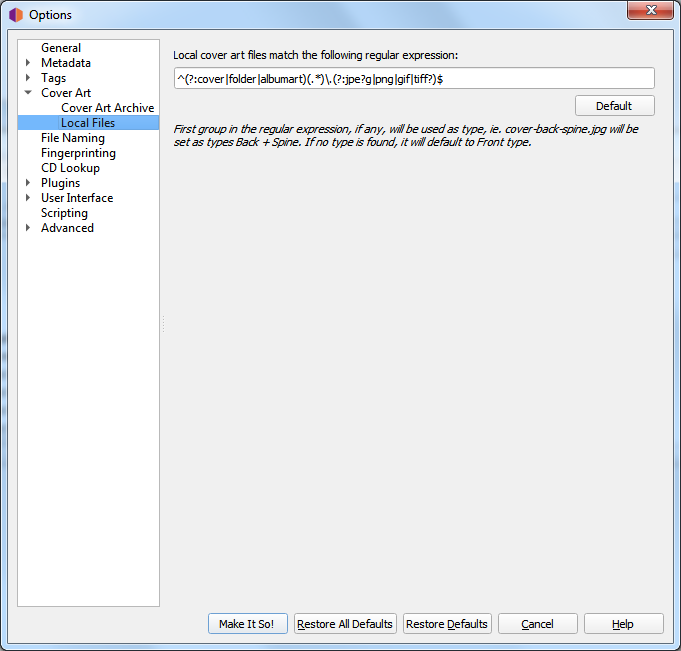 Options
General
Metadata
Tags
Cover Art
Cover Art Archive
Local Files
File Naming
Fingerprinting
CD Lookup
Plugins
User Interface
Scripting
Advanced
Local cover art files match the following regular expression:
^(?:cover|folder|albumart)(.*)\.(?:jpe?g|png|gif|tiff?)$
Default
First group in the regular expression, if any, will be used as type, ie. cover-back-spine.jpg will be
set as types Back + Spine. If no type is found, it will default to Front type.
Make It So!
Restore All Defaults
Restore Defaults
Cancel
Help